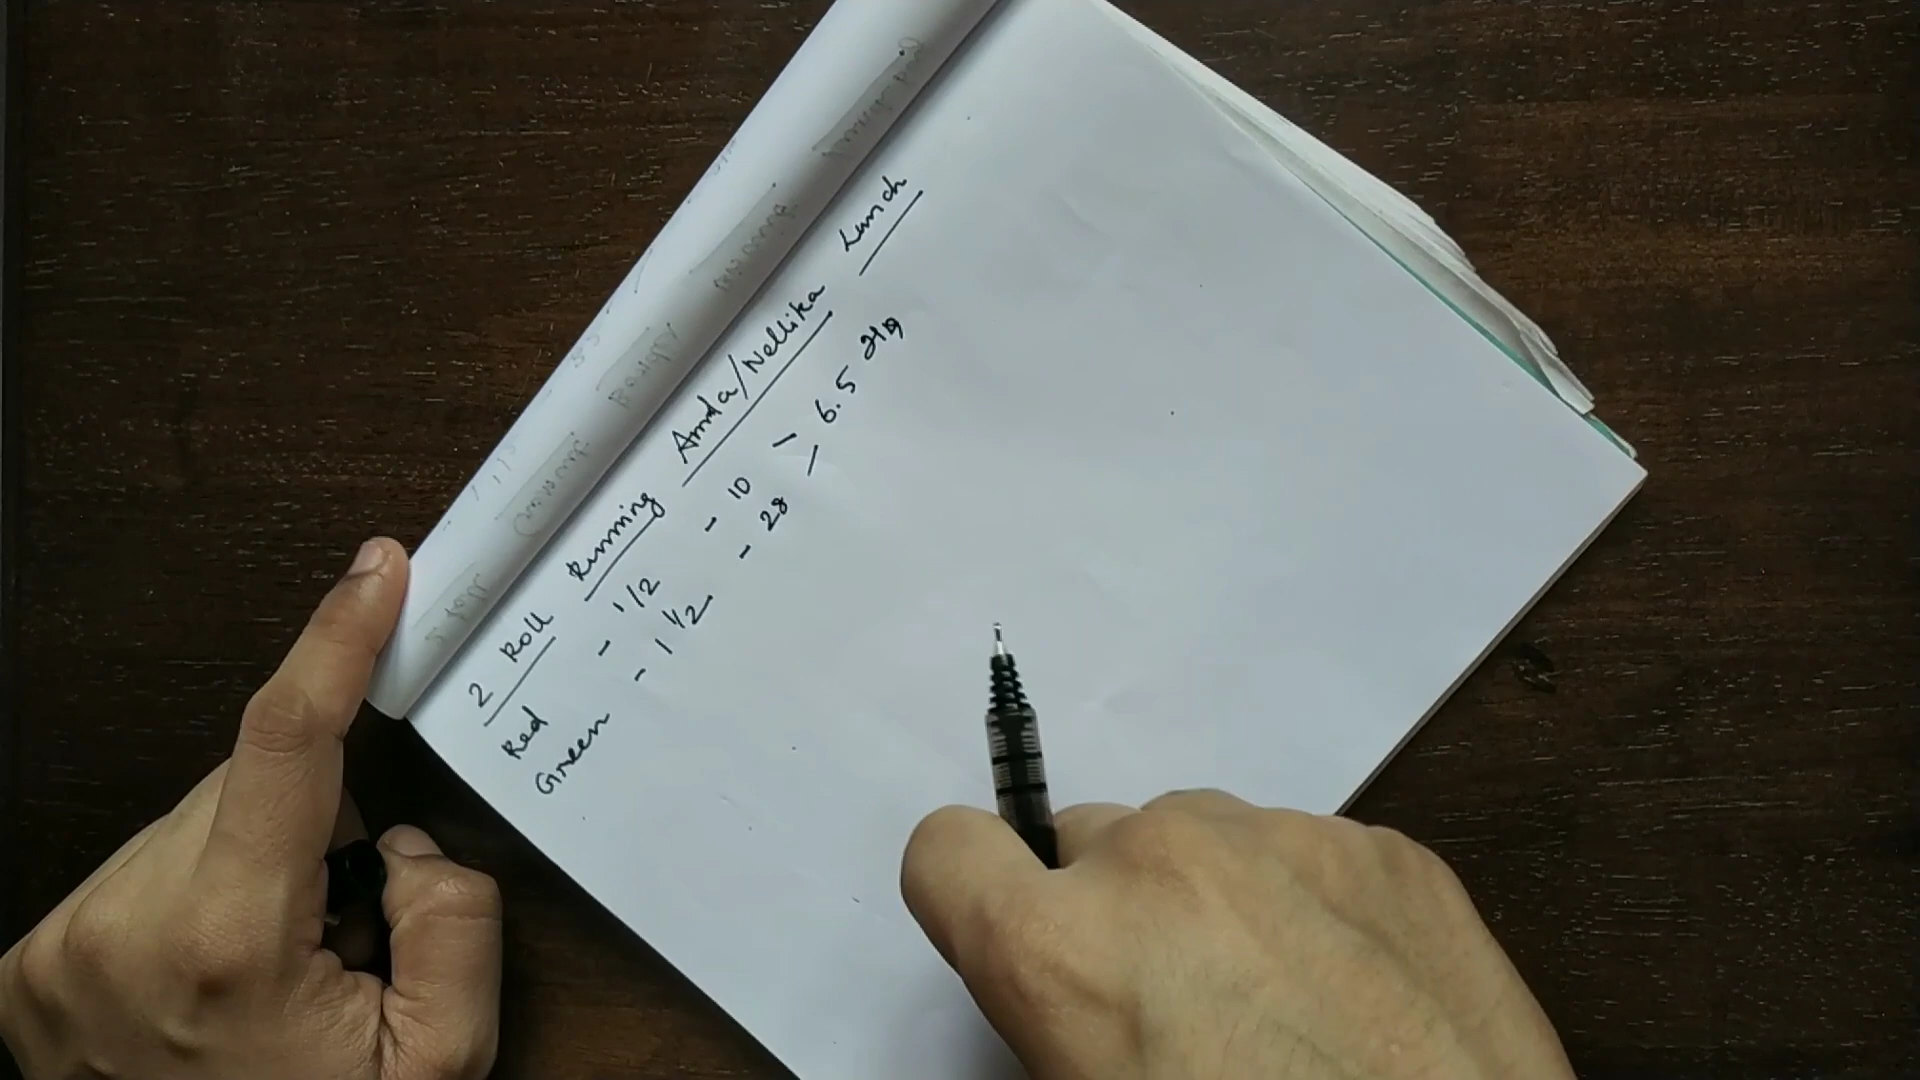 2 Roll Running Amla/Nellika Lunch
Red - 1/2 - 10 - 6.5
Green - 1 1/2 - 28 -